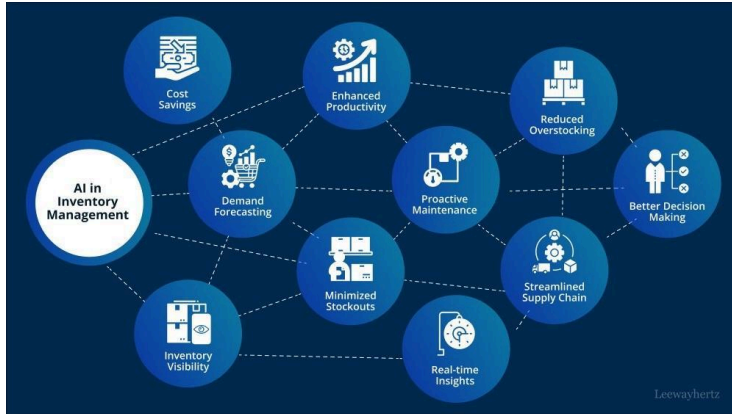 Cost
Savings
Enhanced
Productivity
Reduced
Overstocking
AI in
Inventory
Management
Demand
Forecasting
Proactive
Maintenance
Better Decision
Making
Minimized
Stockouts
Streamlined
Supply Chain
Inventory
Visibility
Real-time
Insights
Leewayhertz